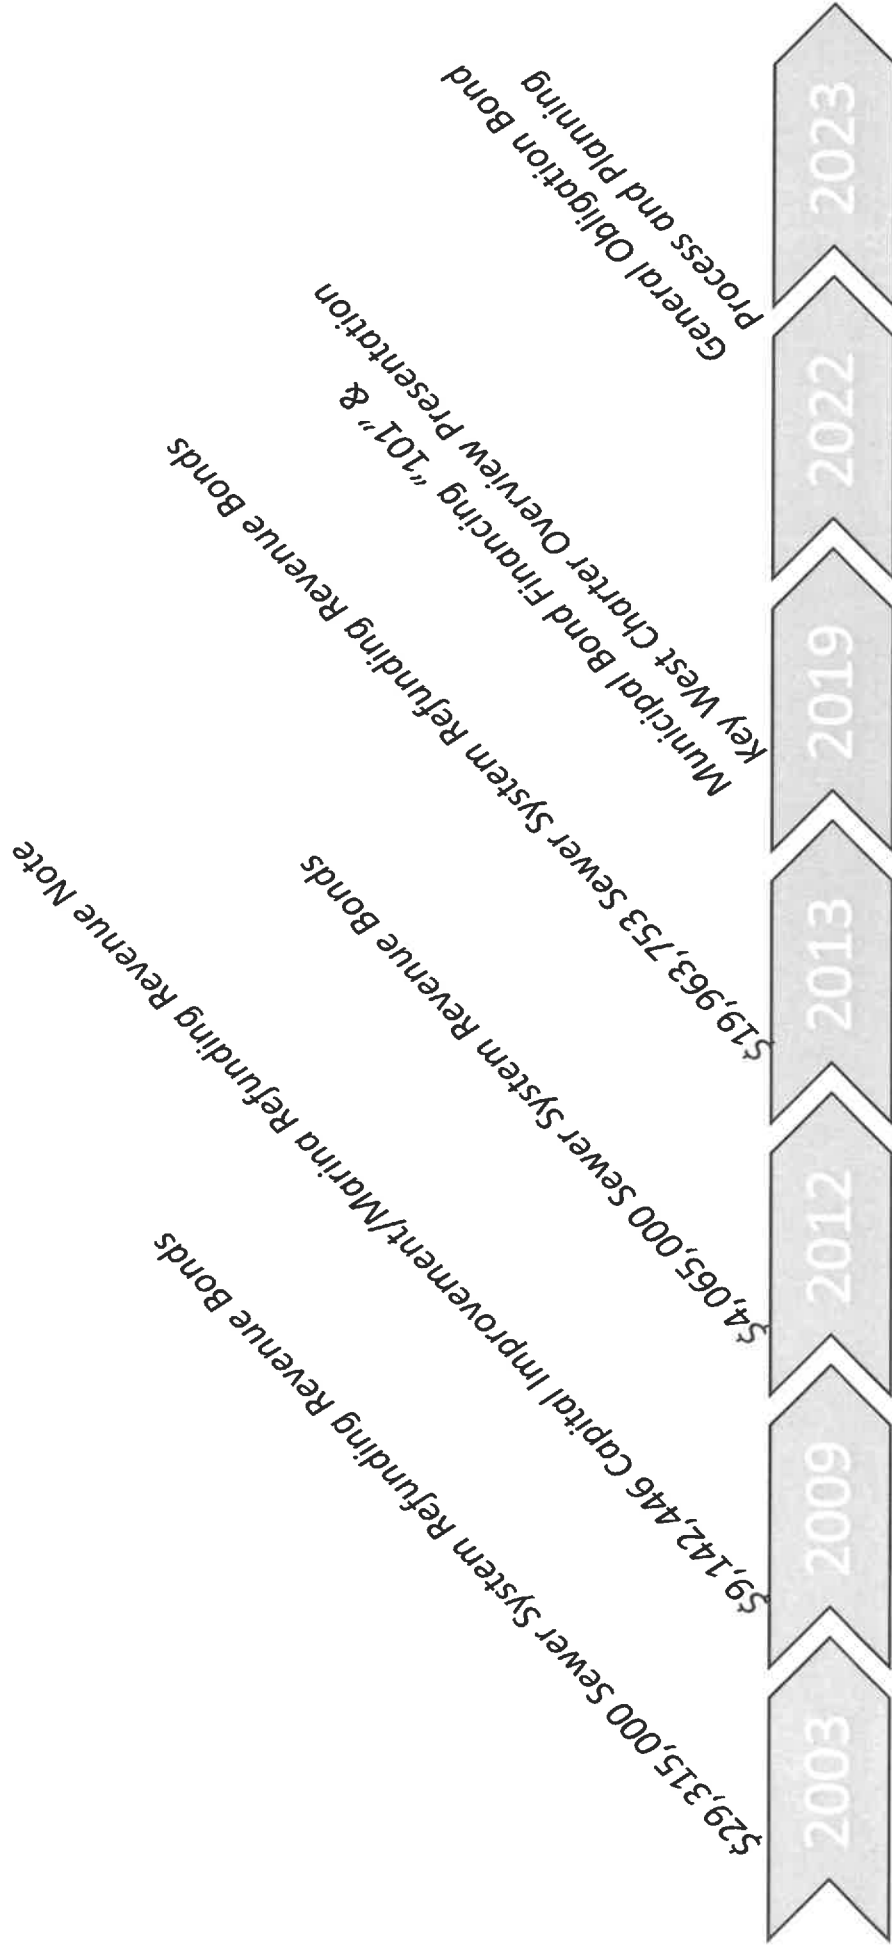 $29,315,000 Sewer System Refunding Revenue Bonds
$9,142,446 Capital Improvement/Marina Refunding Revenue Note
$4,065,000 Sewer System Revenue Bonds
$19,963,753 Sewer System Refunding Revenue Bonds
Municipal Bond Financing "101" &
Key West Charter Overview Presentation
General Obligation Bond
Process and Planning
2003
2009
2012
2013
2019
2022
2023